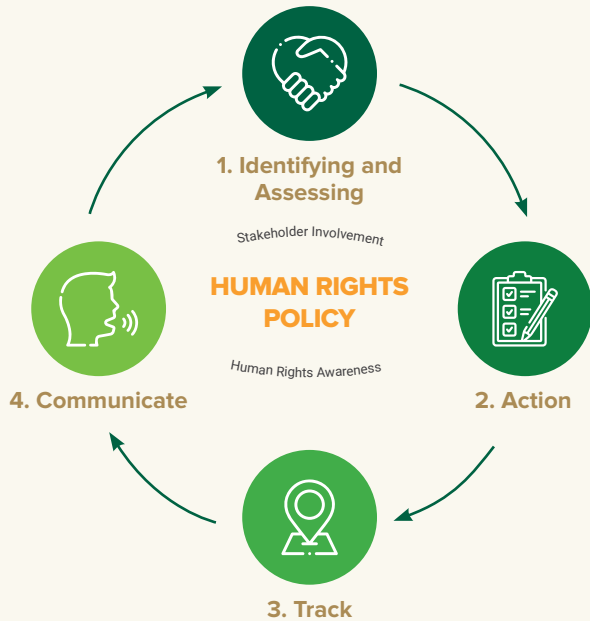 1. Identifying and
Assessing
Stakeholder Involvement
HUMAN RIGHTS
POLICY
Human Rights Awareness
4. Communicate
2. Action
3. Track